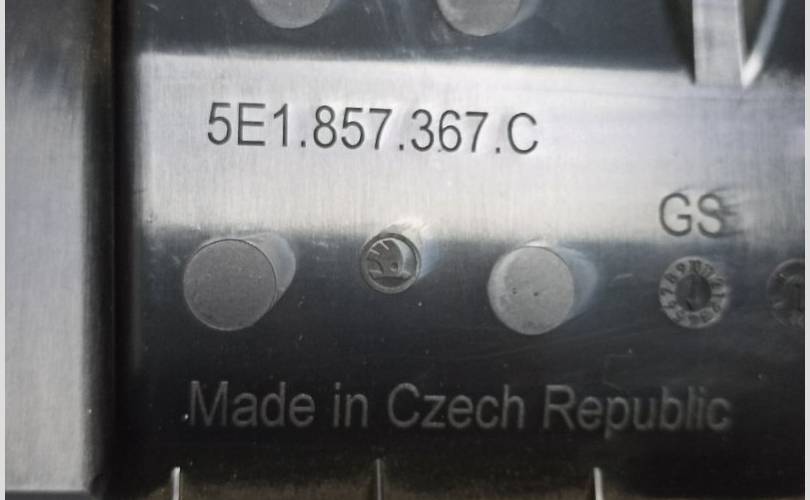 5E1.857.367.C
GS
Made in Czech Republic